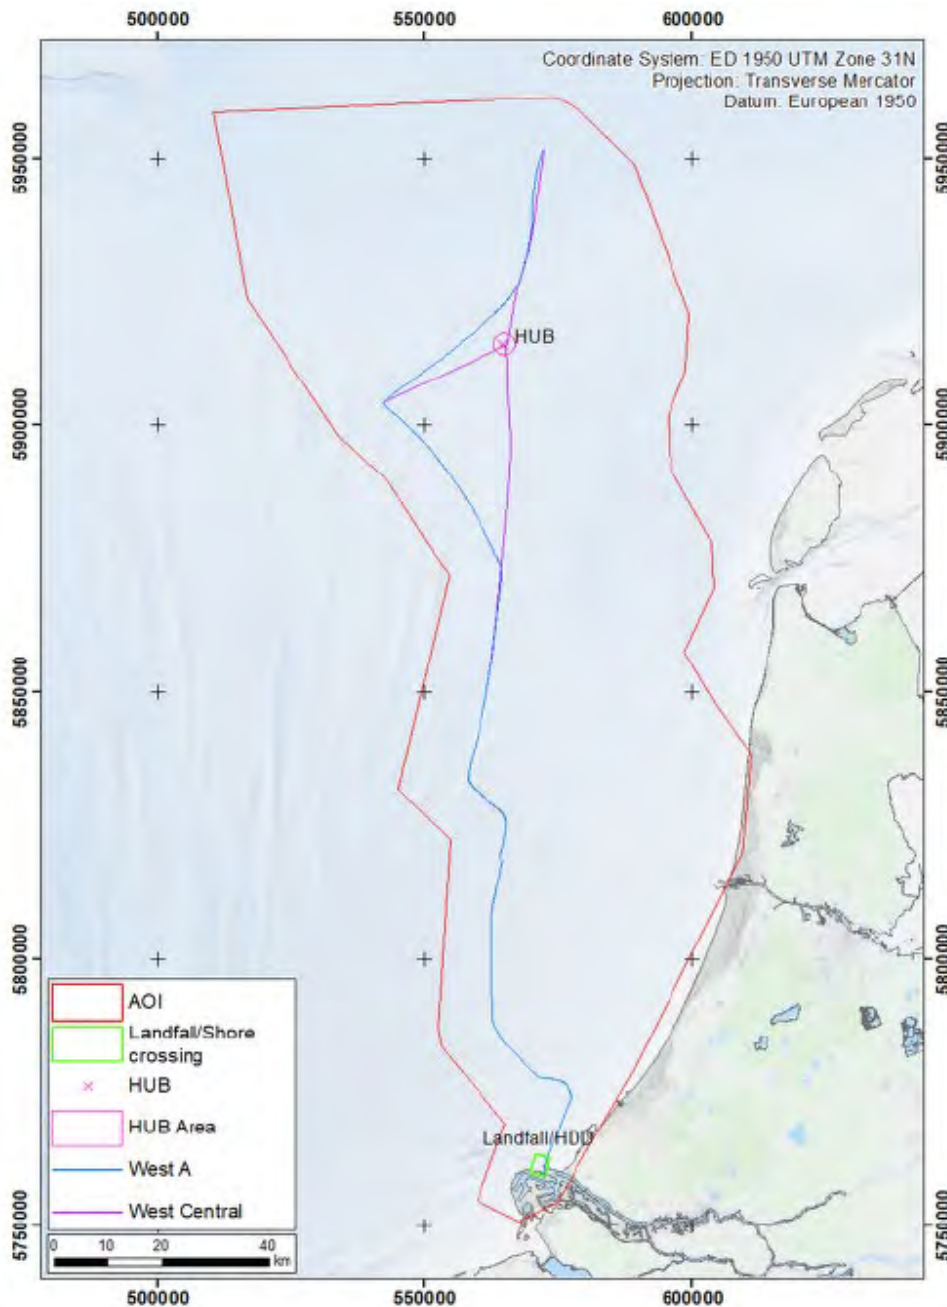 500000 550000 600000
Coordinate System: ED 1950 UTM Zone 31N
Projection: Transverse Mercator
Datum: European 1950
5950000 5950000
HUB
5900000 5900000
5850000 5850000
5800000 5800000
AOI
Landfall/Shore
crossing
HUB
HUB Area
West A
West Central
0 10 20 40
km
Landfall/HDD
5750000 5750000
500000 550000 600000